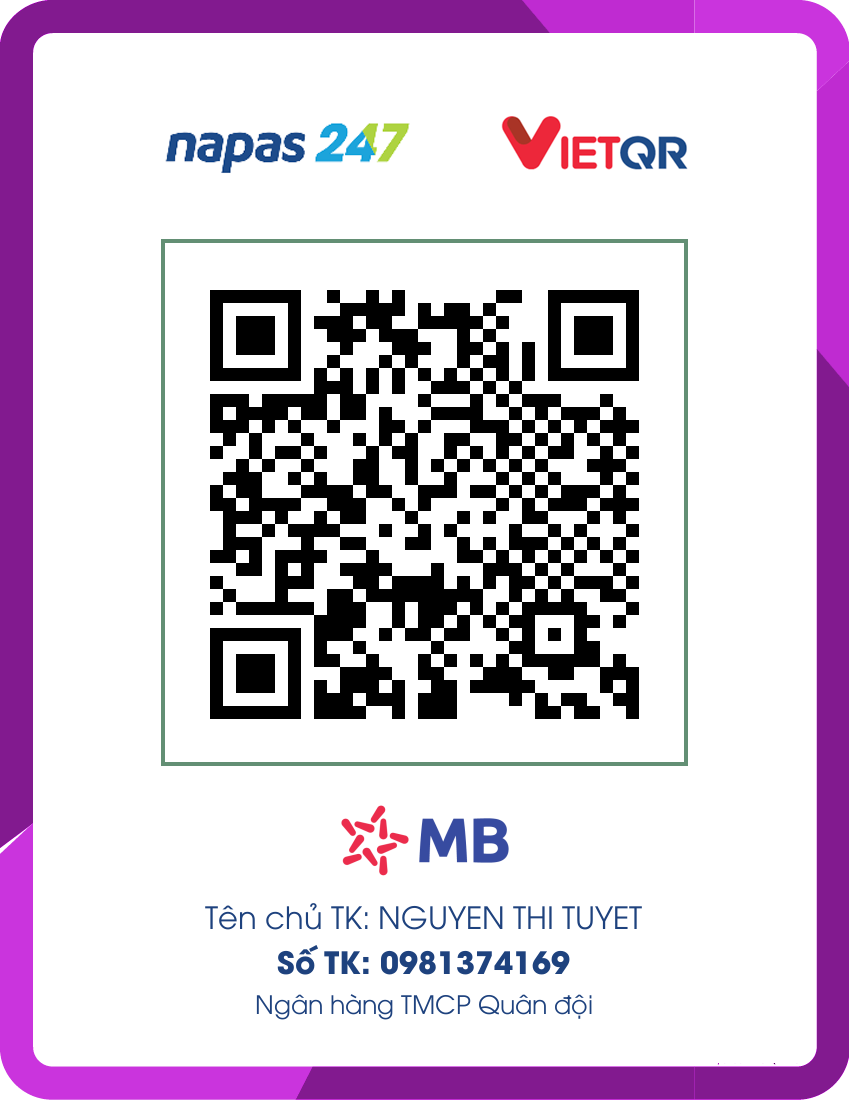 napas 247
VIETQR
MB
Tên chủ TK: NGUYEN THI TUYET
Số TK: 0981374169
Ngân hàng TMCP Quân đội